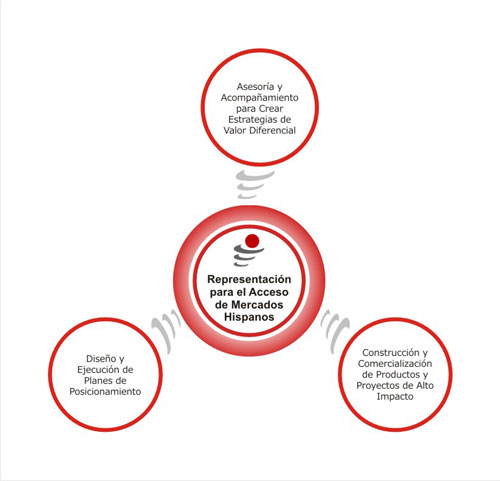 Asesoría y
Acompañamiento
para Crear
Estrategias de
Valor Diferencial
Representación
para el Acceso
de Mercados
Hispanos
Diseño y
Ejecución de
Planes de
Posicionamiento
Construcción y
Comercialización
de Productos y
Proyectos de Alto
Impacto